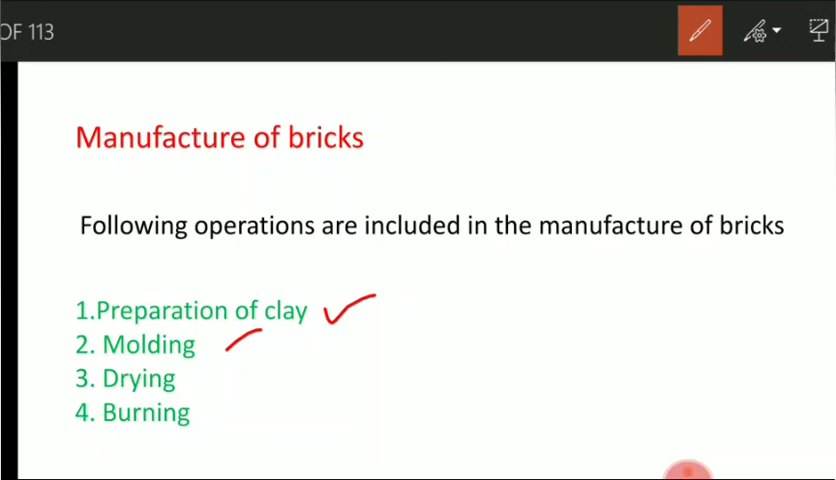 OF 113
Manufacture of bricks
Following operations are included in the manufacture of bricks
1.Preparation of clay
2. Molding
3. Drying
4. Burning